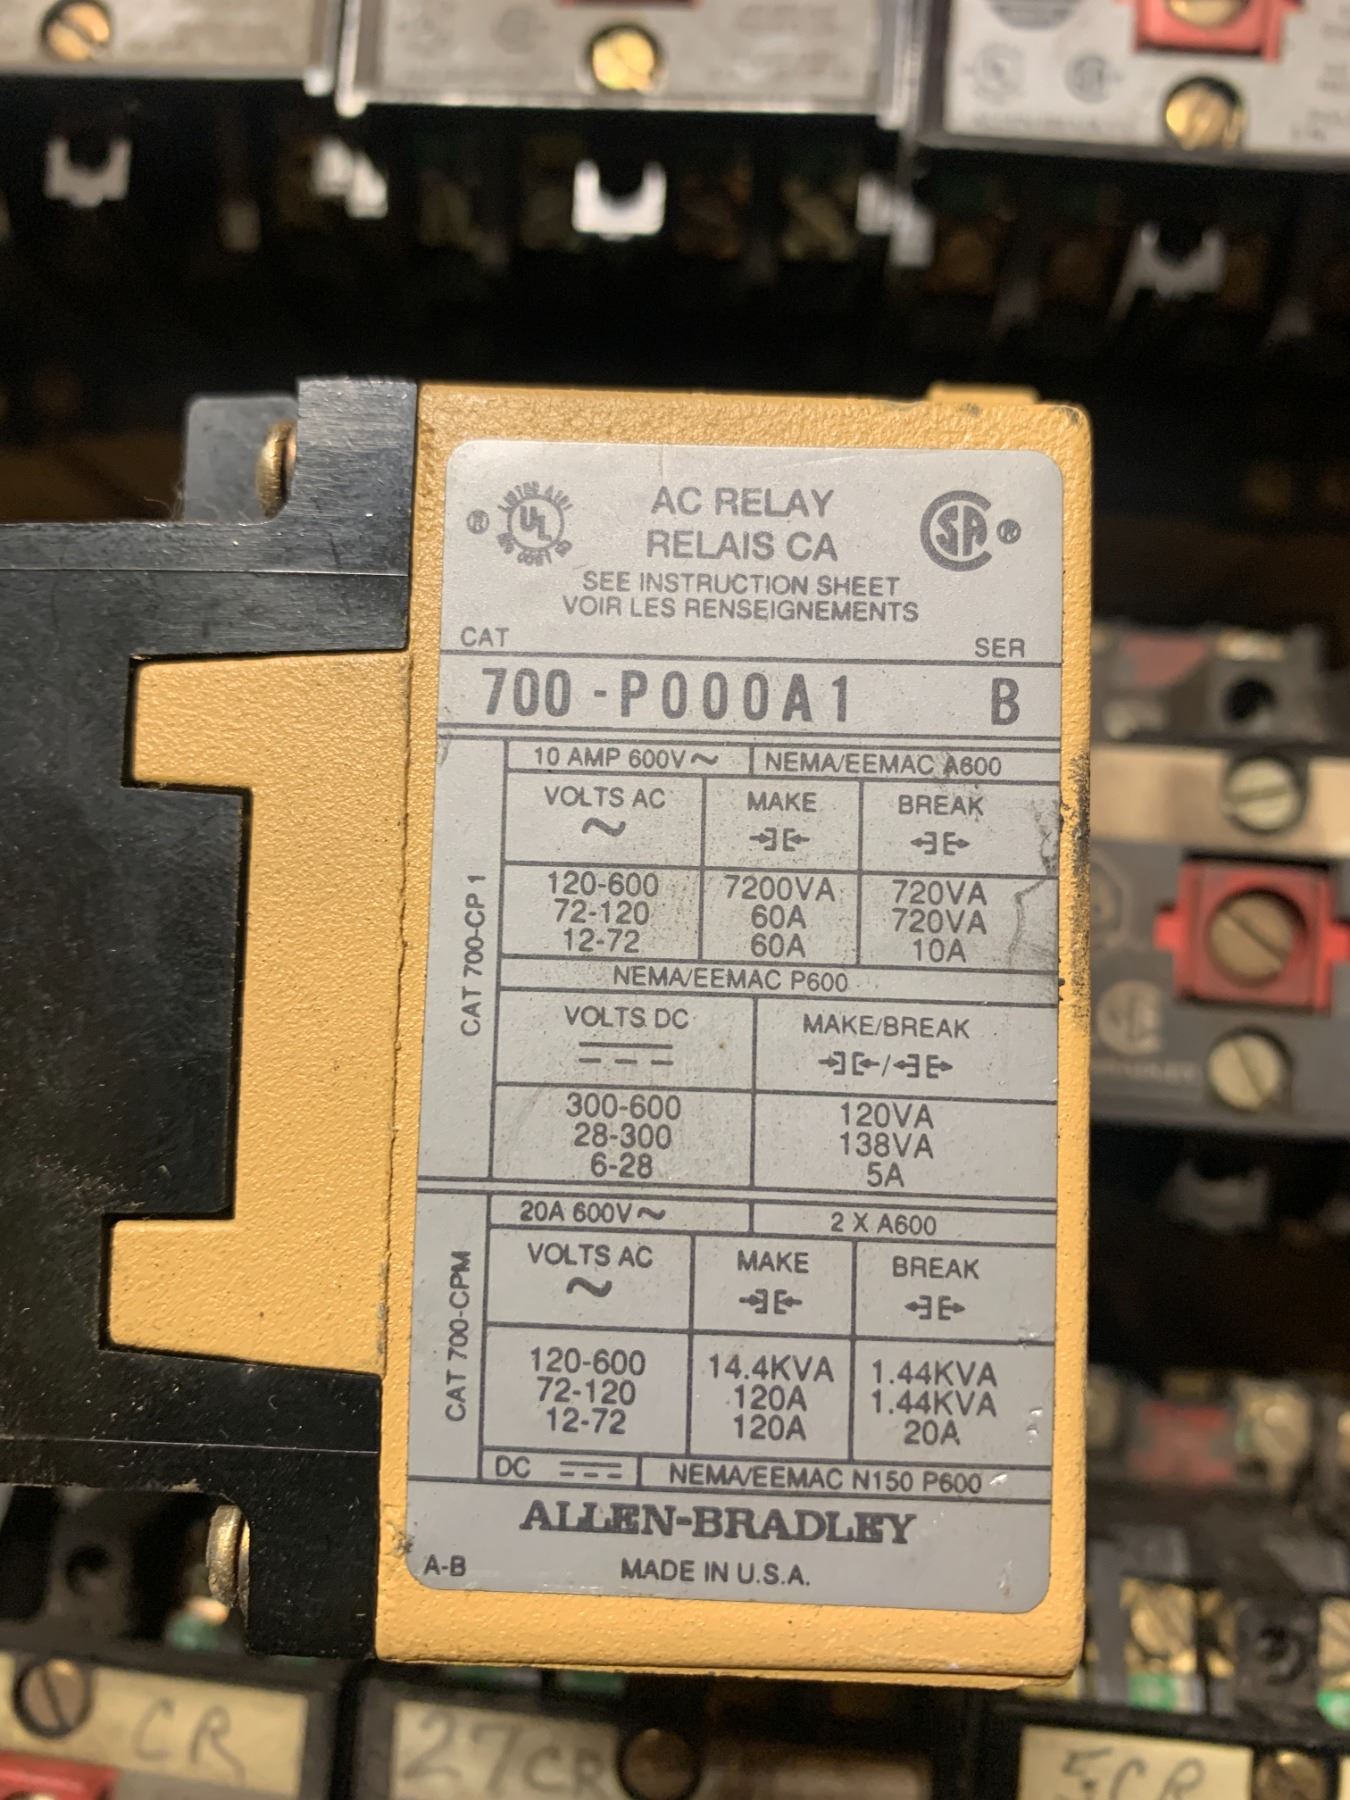 AC RELAY
RELAIS CA
SEE INSTRUCTION SHEET
VOIR LES RENSEIGNEMENTS
UL ®
SA ®
CAT SER
700-P000A1 B
CAT 700-CP1
10 AMP 600V~ NEMA/EEMAC A600
VOLTS AC MAKE BREAK
~
120-600 7200VA 720VA
72-120 60A 720VA
12-72 60A 10A
NEMA/EEMAC P600
VOLTS DC MAKE/BREAK
300-600 120VA
28-300 138VA
6-28 5A
CAT 700-CPM
20A 600V~ 2 X A600
VOLTS AC MAKE BREAK
~
120-600 14.4KVA 1.44KVA
72-120 120A 1.44KVA
12-72 120A 20A
DC NEMA/EEMAC N150 P600
ALLEN-BRADLEY
A-B MADE IN U.S.A.
CR
27CR
5CR